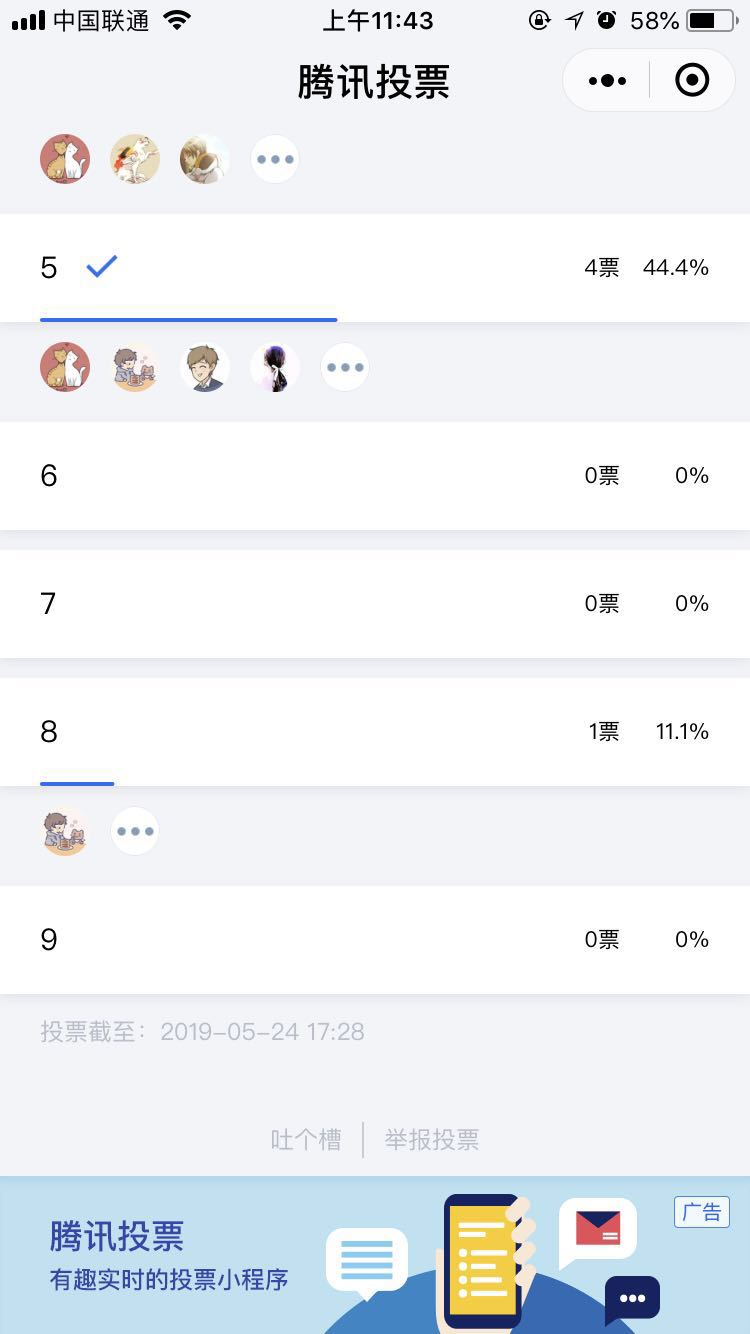 中国联通 上午11:43 58%
腾讯投票
5 4票 44.4%
6 0票 0%
7 0票 0%
8 1票 11.1%
9 0票 0%
投票截至：2019-05-24 17:28
吐个槽 举报投票
腾讯投票 广告
有趣实时的投票小程序